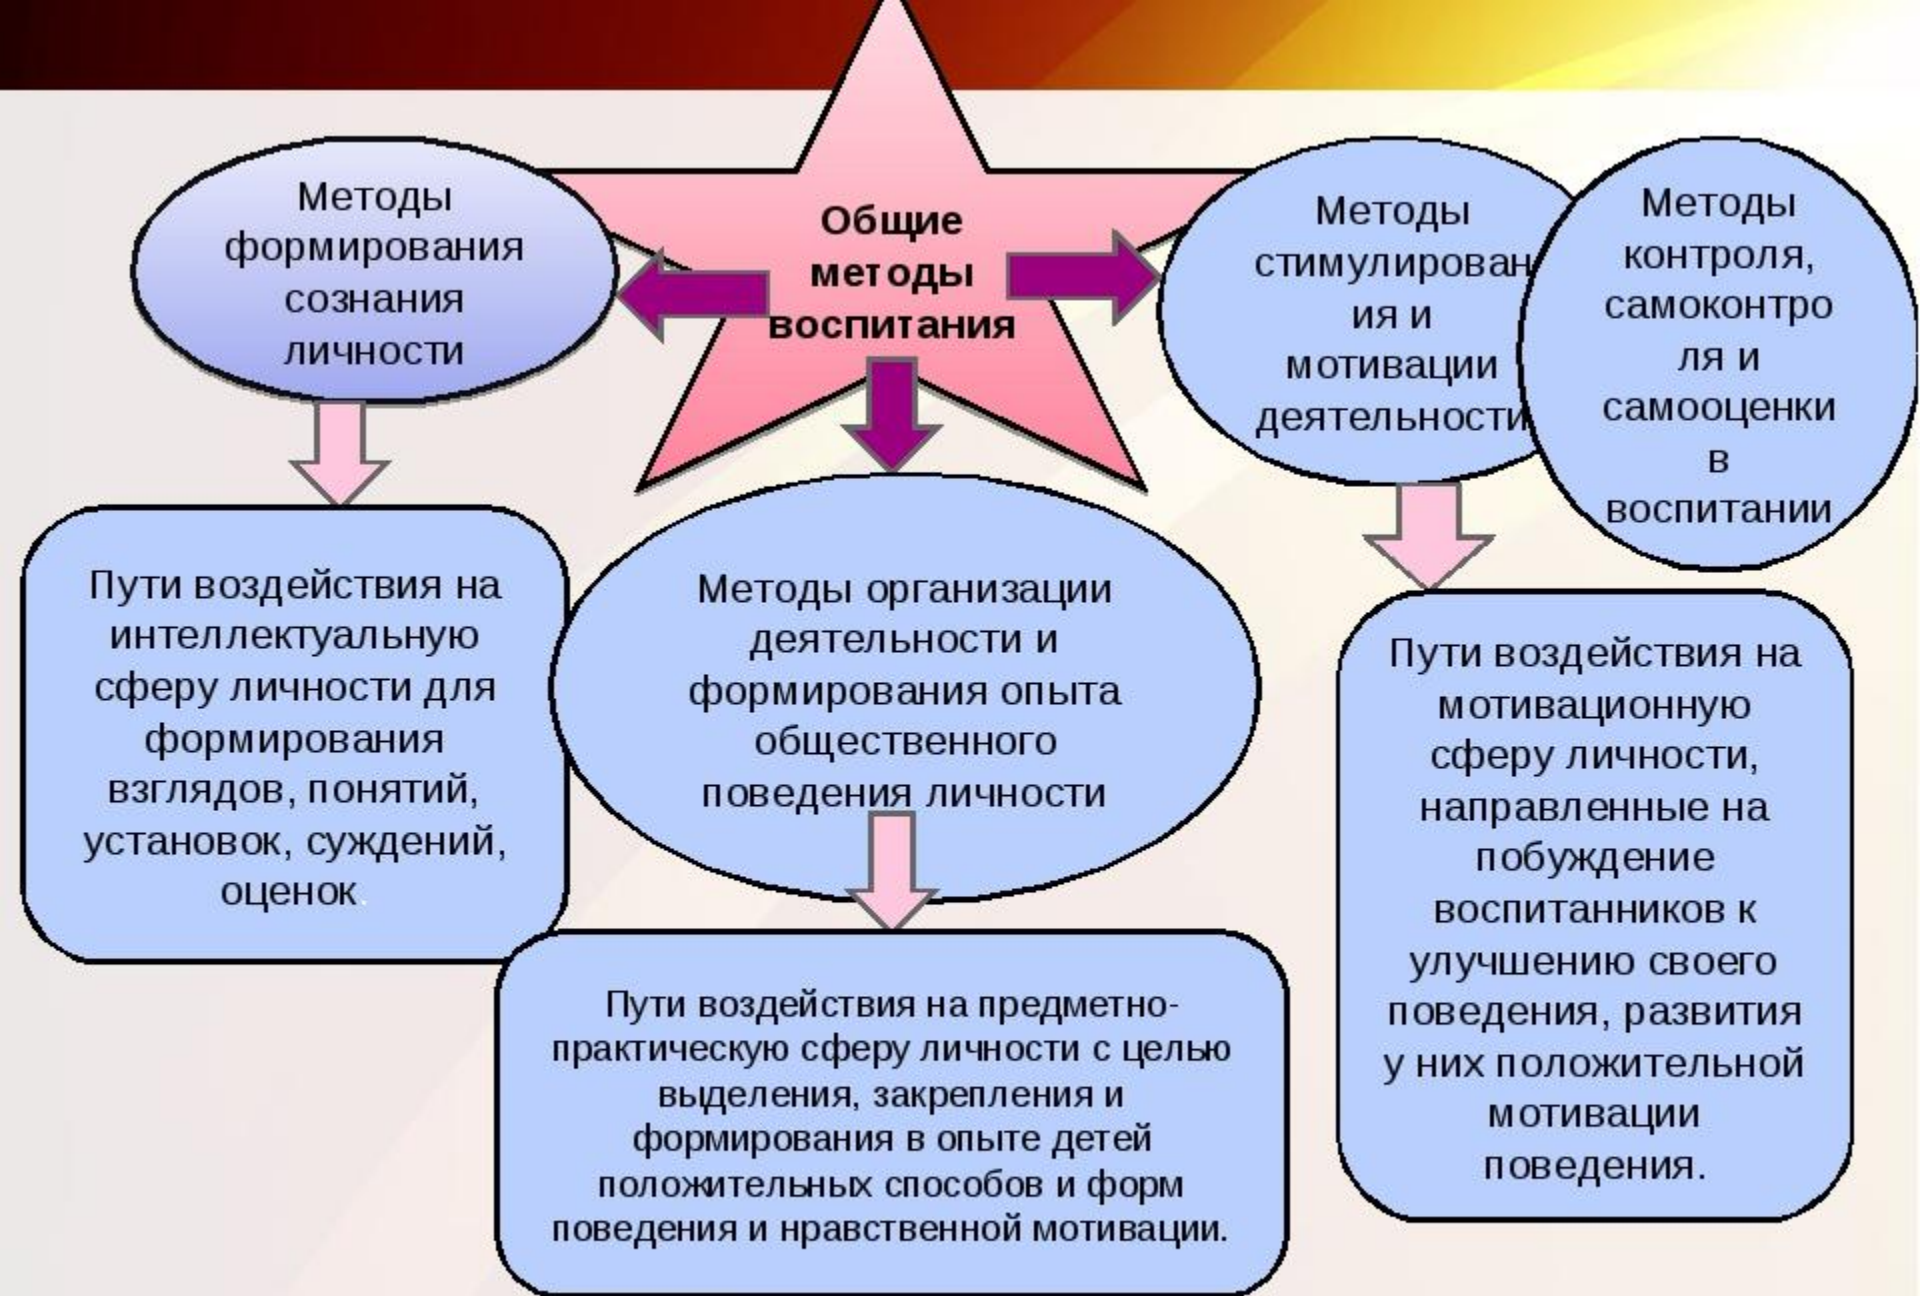 Общие
методы
воспитания
Методы
формирования
сознания
личности
Методы
стимулирован
ия и
мотивации
деятельности
Методы
контроля,
самоконтро
ля и
самооценки
в
воспитании
Пути воздействия на
интеллектуальную
сферу личности для
формирования
взглядов, понятий,
установок, суждений,
оценок.
Методы организации
деятельности и
формирования опыта
общественного
поведения личности
Пути воздействия на
мотивационную
сферу личности,
направленные на
побуждение
воспитанников к
улучшению своего
поведения, развития
у них положительной
мотивации
поведения.
Пути воздействия на предметно-
практическую сферу личности с целью
выделения, закрепления и
формирования в опыте детей
положительных способов и форм
поведения и нравственной мотивации.